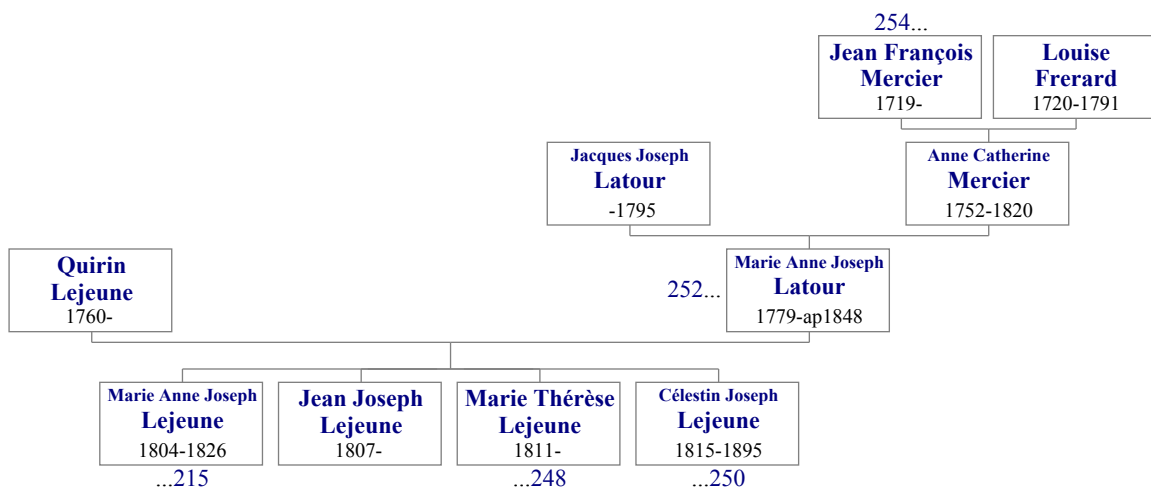 254...
Jean François
Mercier
1719-
Louise
Frerard
1720-1791
Jacques Joseph
Latour
-1795
Anne Catherine
Mercier
1752-1820
Quirin
Lejeune
1760-
252...
Marie Anne Joseph
Latour
1779-ap1848
Marie Anne Joseph
Lejeune
1804-1826
...215
Jean Joseph
Lejeune
1807-
Marie Thérèse
Lejeune
1811-
...248
Célestin Joseph
Lejeune
1815-1895
...250